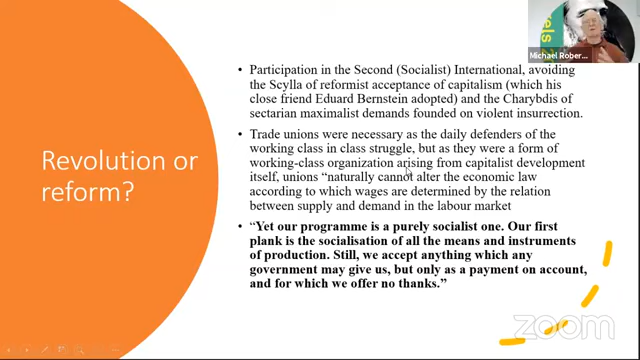 Michael Rober...
Revolution or
reform?
• Participation in the Second (Socialist) International, avoiding
the Scylla of reformist acceptance of capitalism (which his
close friend Eduard Bernstein adopted) and the Charybdis of
sectarian maximalist demands founded on violent insurrection.
• Trade unions were necessary as the daily defenders of the
working class in class struggle, but as they were a form of
working-class organization arising from capitalist development
itself, unions “naturally cannot alter the economic law
according to which wages are determined by the relation
between supply and demand in the labour market
• “Yet our programme is a purely socialist one. Our first
plank is the socialisation of all the means and instruments
of production. Still, we accept anything which any
government may give us, but only as a payment on account,
and for which we offer no thanks.”
zoom